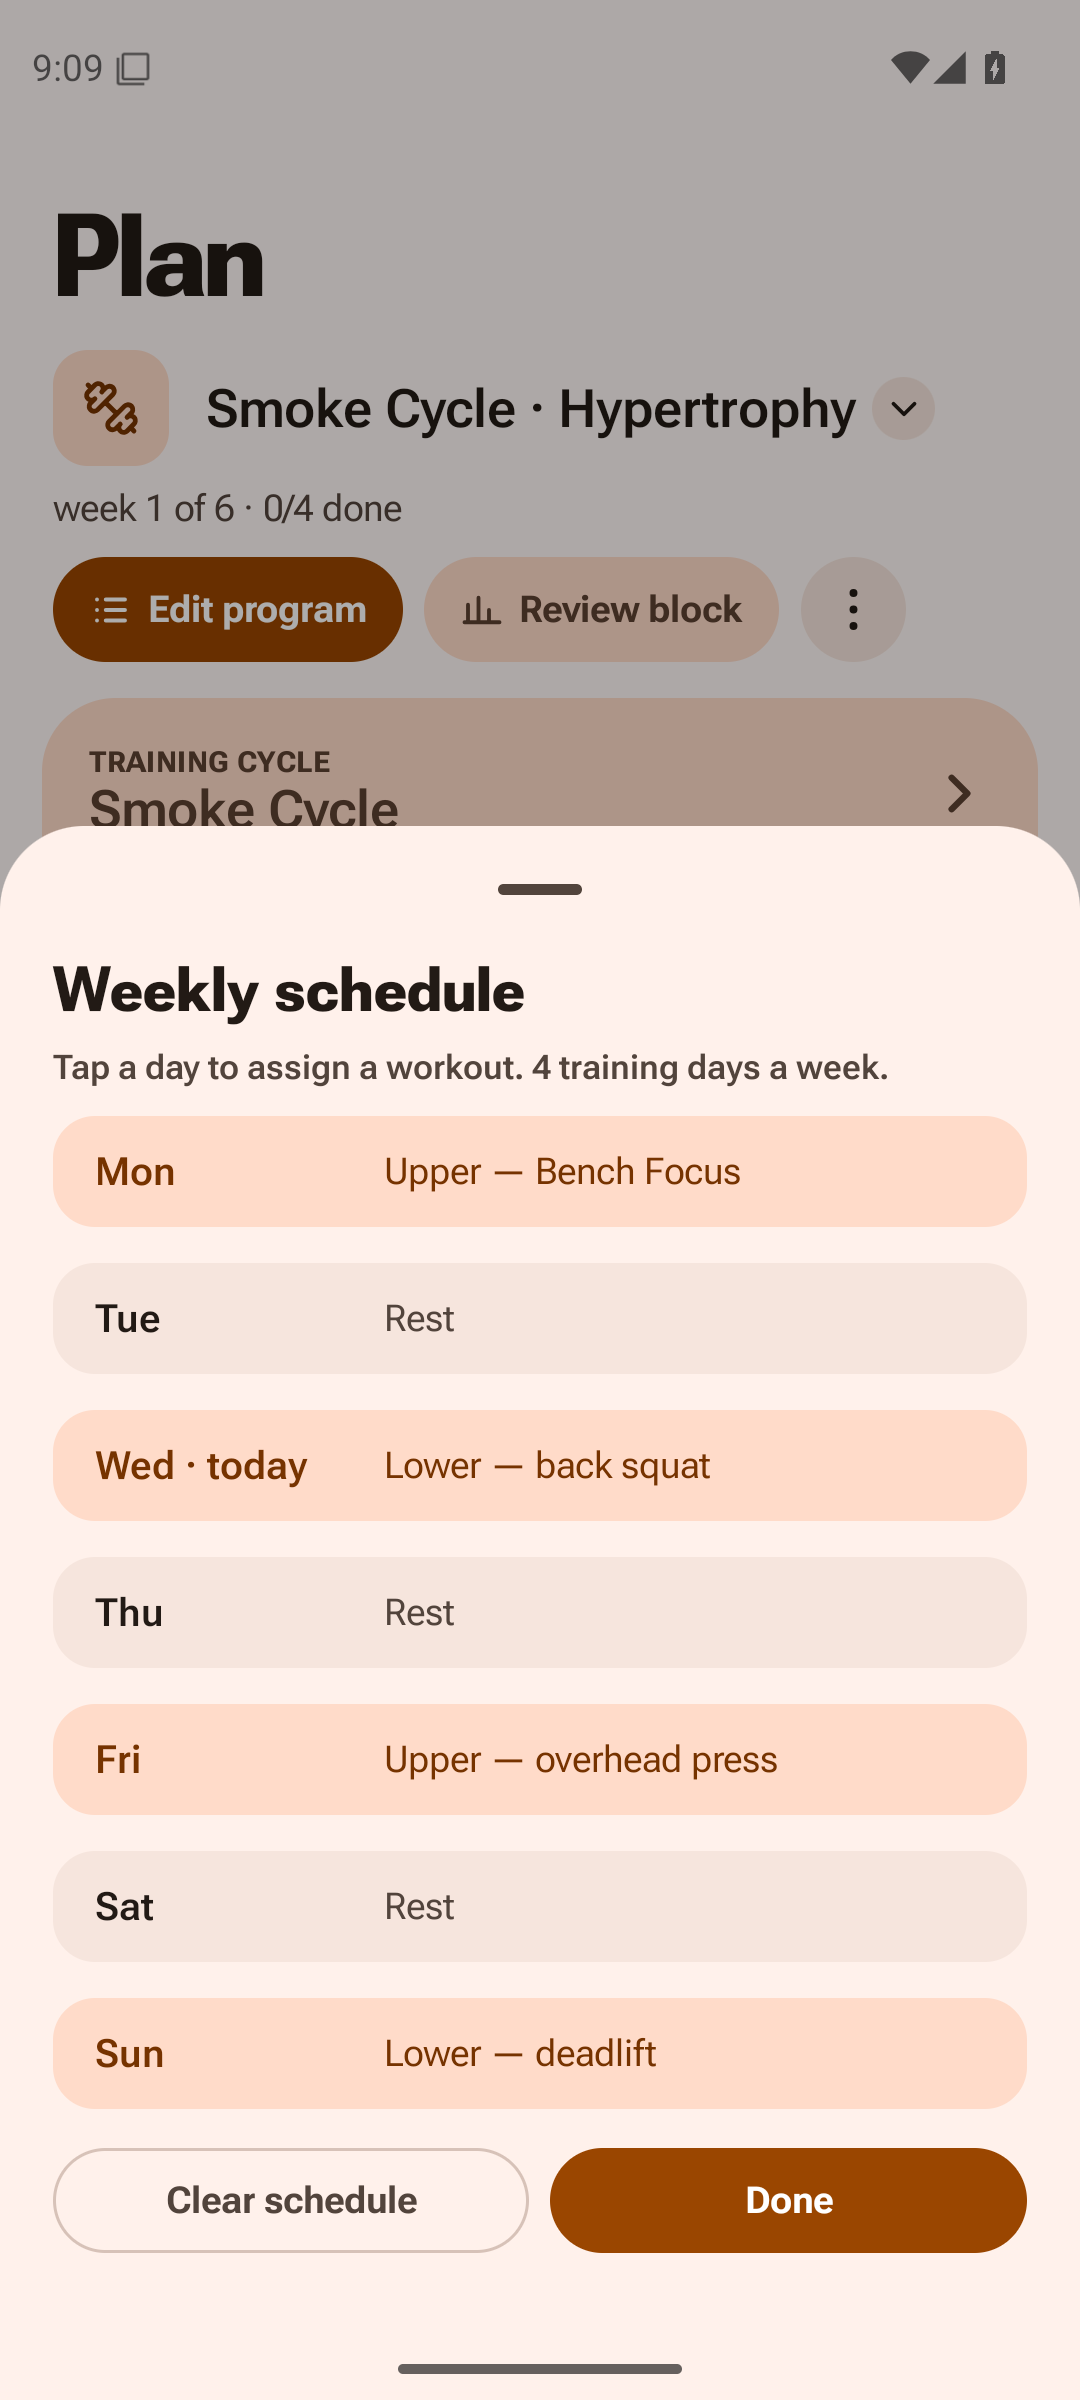 9:09
Plan
Smoke Cycle · Hypertrophy
week 1 of 6 · 0/4 done
Edit program
Review block
TRAINING CYCLE
Smoke Cycle
Weekly schedule
Tap a day to assign a workout. 4 training days a week.
Mon Upper — Bench Focus
Tue Rest
Wed · today Lower — back squat
Thu Rest
Fri Upper — overhead press
Sat Rest
Sun Lower — deadlift
Clear schedule
Done